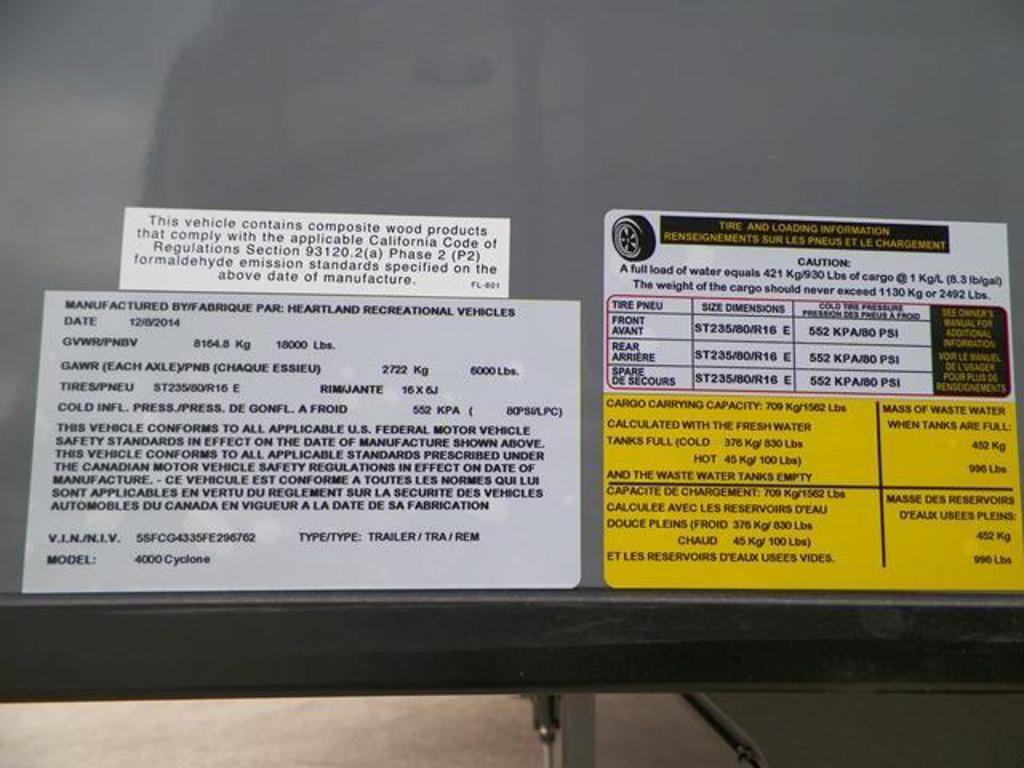 This vehicle contains composite wood products
that comply with the applicable California Code of
Regulations Section 93120.2(a) Phase 2 (P2)
formaldehyde emission standards specified on the
above date of manufacture.
FL-601
MANUFACTURED BY/FABRIQUE PAR: HEARTLAND RECREATIONAL VEHICLES
DATE 12/8/2014
GVWR/PNBV 8164.8 Kg 18000 Lbs.
GAWR (EACH AXLE)/PNB (CHAQUE ESSIEU) 2722 Kg 6000 Lbs.
TIRES/PNEU ST235/80/R16 E RIM/JANTE 16 X 6J
COLD INFL. PRESS./PRESS. DE GONFL. A FROID 552 KPA ( 80PSI/LPC)
THIS VEHICLE CONFORMS TO ALL APPLICABLE U.S. FEDERAL MOTOR VEHICLE
SAFETY STANDARDS IN EFFECT ON THE DATE OF MANUFACTURE SHOWN ABOVE.
THIS VEHICLE CONFORMS TO ALL APPLICABLE STANDARDS PRESCRIBED UNDER
THE CANADIAN MOTOR VEHICLE SAFETY REGULATIONS IN EFFECT ON DATE OF
MANUFACTURE. - CE VEHICULE EST CONFORME A TOUTES LES NORMES QUI LUI
SONT APPLICABLES EN VERTU DU REGLEMENT SUR LA SECURITE DES VEHICLES
AUTOMOBILES DU CANADA EN VIGUEUR A LA DATE DE SA FABRICATION
V.I.N./N.I.V. 5SFCG4335FE296762 TYPE/TYPE: TRAILER / TRA / REM
MODEL: 4000 Cyclone
TIRE AND LOADING INFORMATION
RENSEIGNEMENTS SUR LES PNEUS ET LE CHARGEMENT
CAUTION:
A full load of water equals 421 Kg/930 Lbs of cargo @ 1 Kg/L (8.3 lb/gal)
The weight of the cargo should never exceed 1130 Kg or 2492 Lbs.
TIRE PNEU SIZE DIMENSIONS COLD TIRE PRESSURE
PRESSION DES PNEUS À FROID
FRONT
AVANT ST235/80/R16 E 552 KPA/80 PSI
REAR
ARRIÈRE ST235/80/R16 E 552 KPA/80 PSI
SPARE
DE SECOURS ST235/80/R16 E 552 KPA/80 PSI
SEE OWNER'S
MANUAL FOR
ADDITIONAL
INFORMATION
VOIR LE MANUEL
DE L'USAGER
POUR PLUS DE
RENSEIGNEMENTS
CARGO CARRYING CAPACITY: 709 Kg/1562 Lbs
CALCULATED WITH THE FRESH WATER
TANKS FULL (COLD 376 Kg/ 830 Lbs
HOT 45 Kg/ 100 Lbs)
AND THE WASTE WATER TANKS EMPTY
MASS OF WASTE WATER
WHEN TANKS ARE FULL:
452 Kg
996 Lbs
CAPACITE DE CHARGEMENT: 709 Kg/1562 Lbs
CALCULEE AVEC LES RESERVOIRS D'EAU
DOUCE PLEINS (FROID 376 Kg/ 830 Lbs
CHAUD 45 Kg/ 100 Lbs)
ET LES RESERVOIRS D'EAUX USEES VIDES.
MASSE DES RESERVOIRS
D'EAUX USEES PLEINS:
452 Kg
996 Lbs